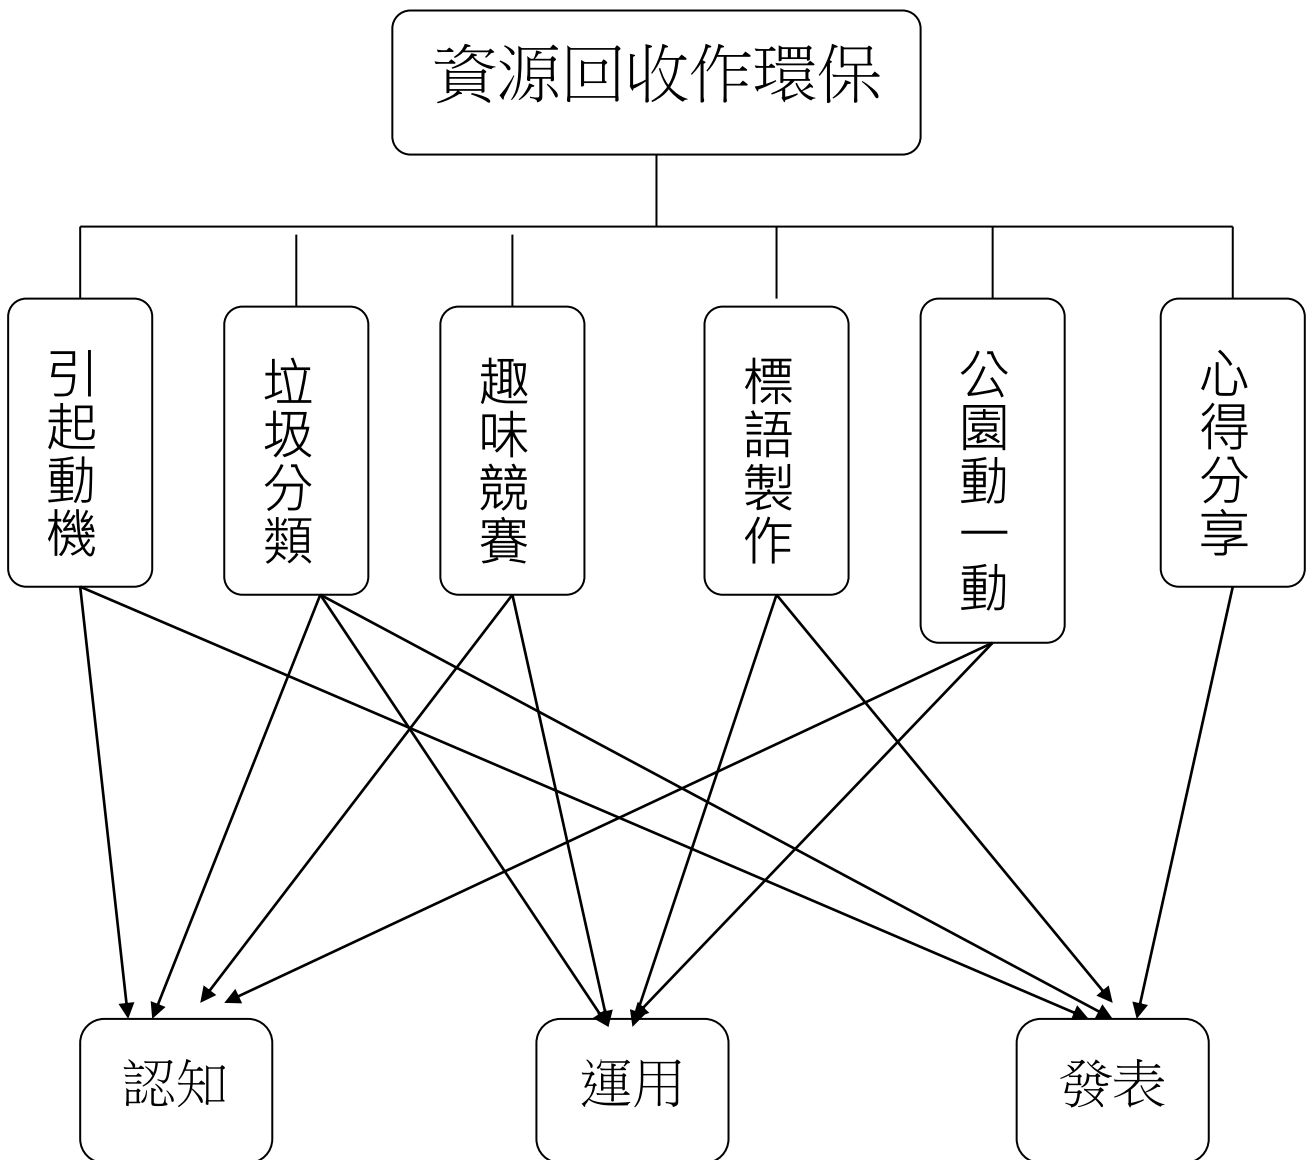 資源回收作環保
引起動機
垃圾分類
趣味競賽
標語製作
公園動一動
心得分享
認知
運用
發表